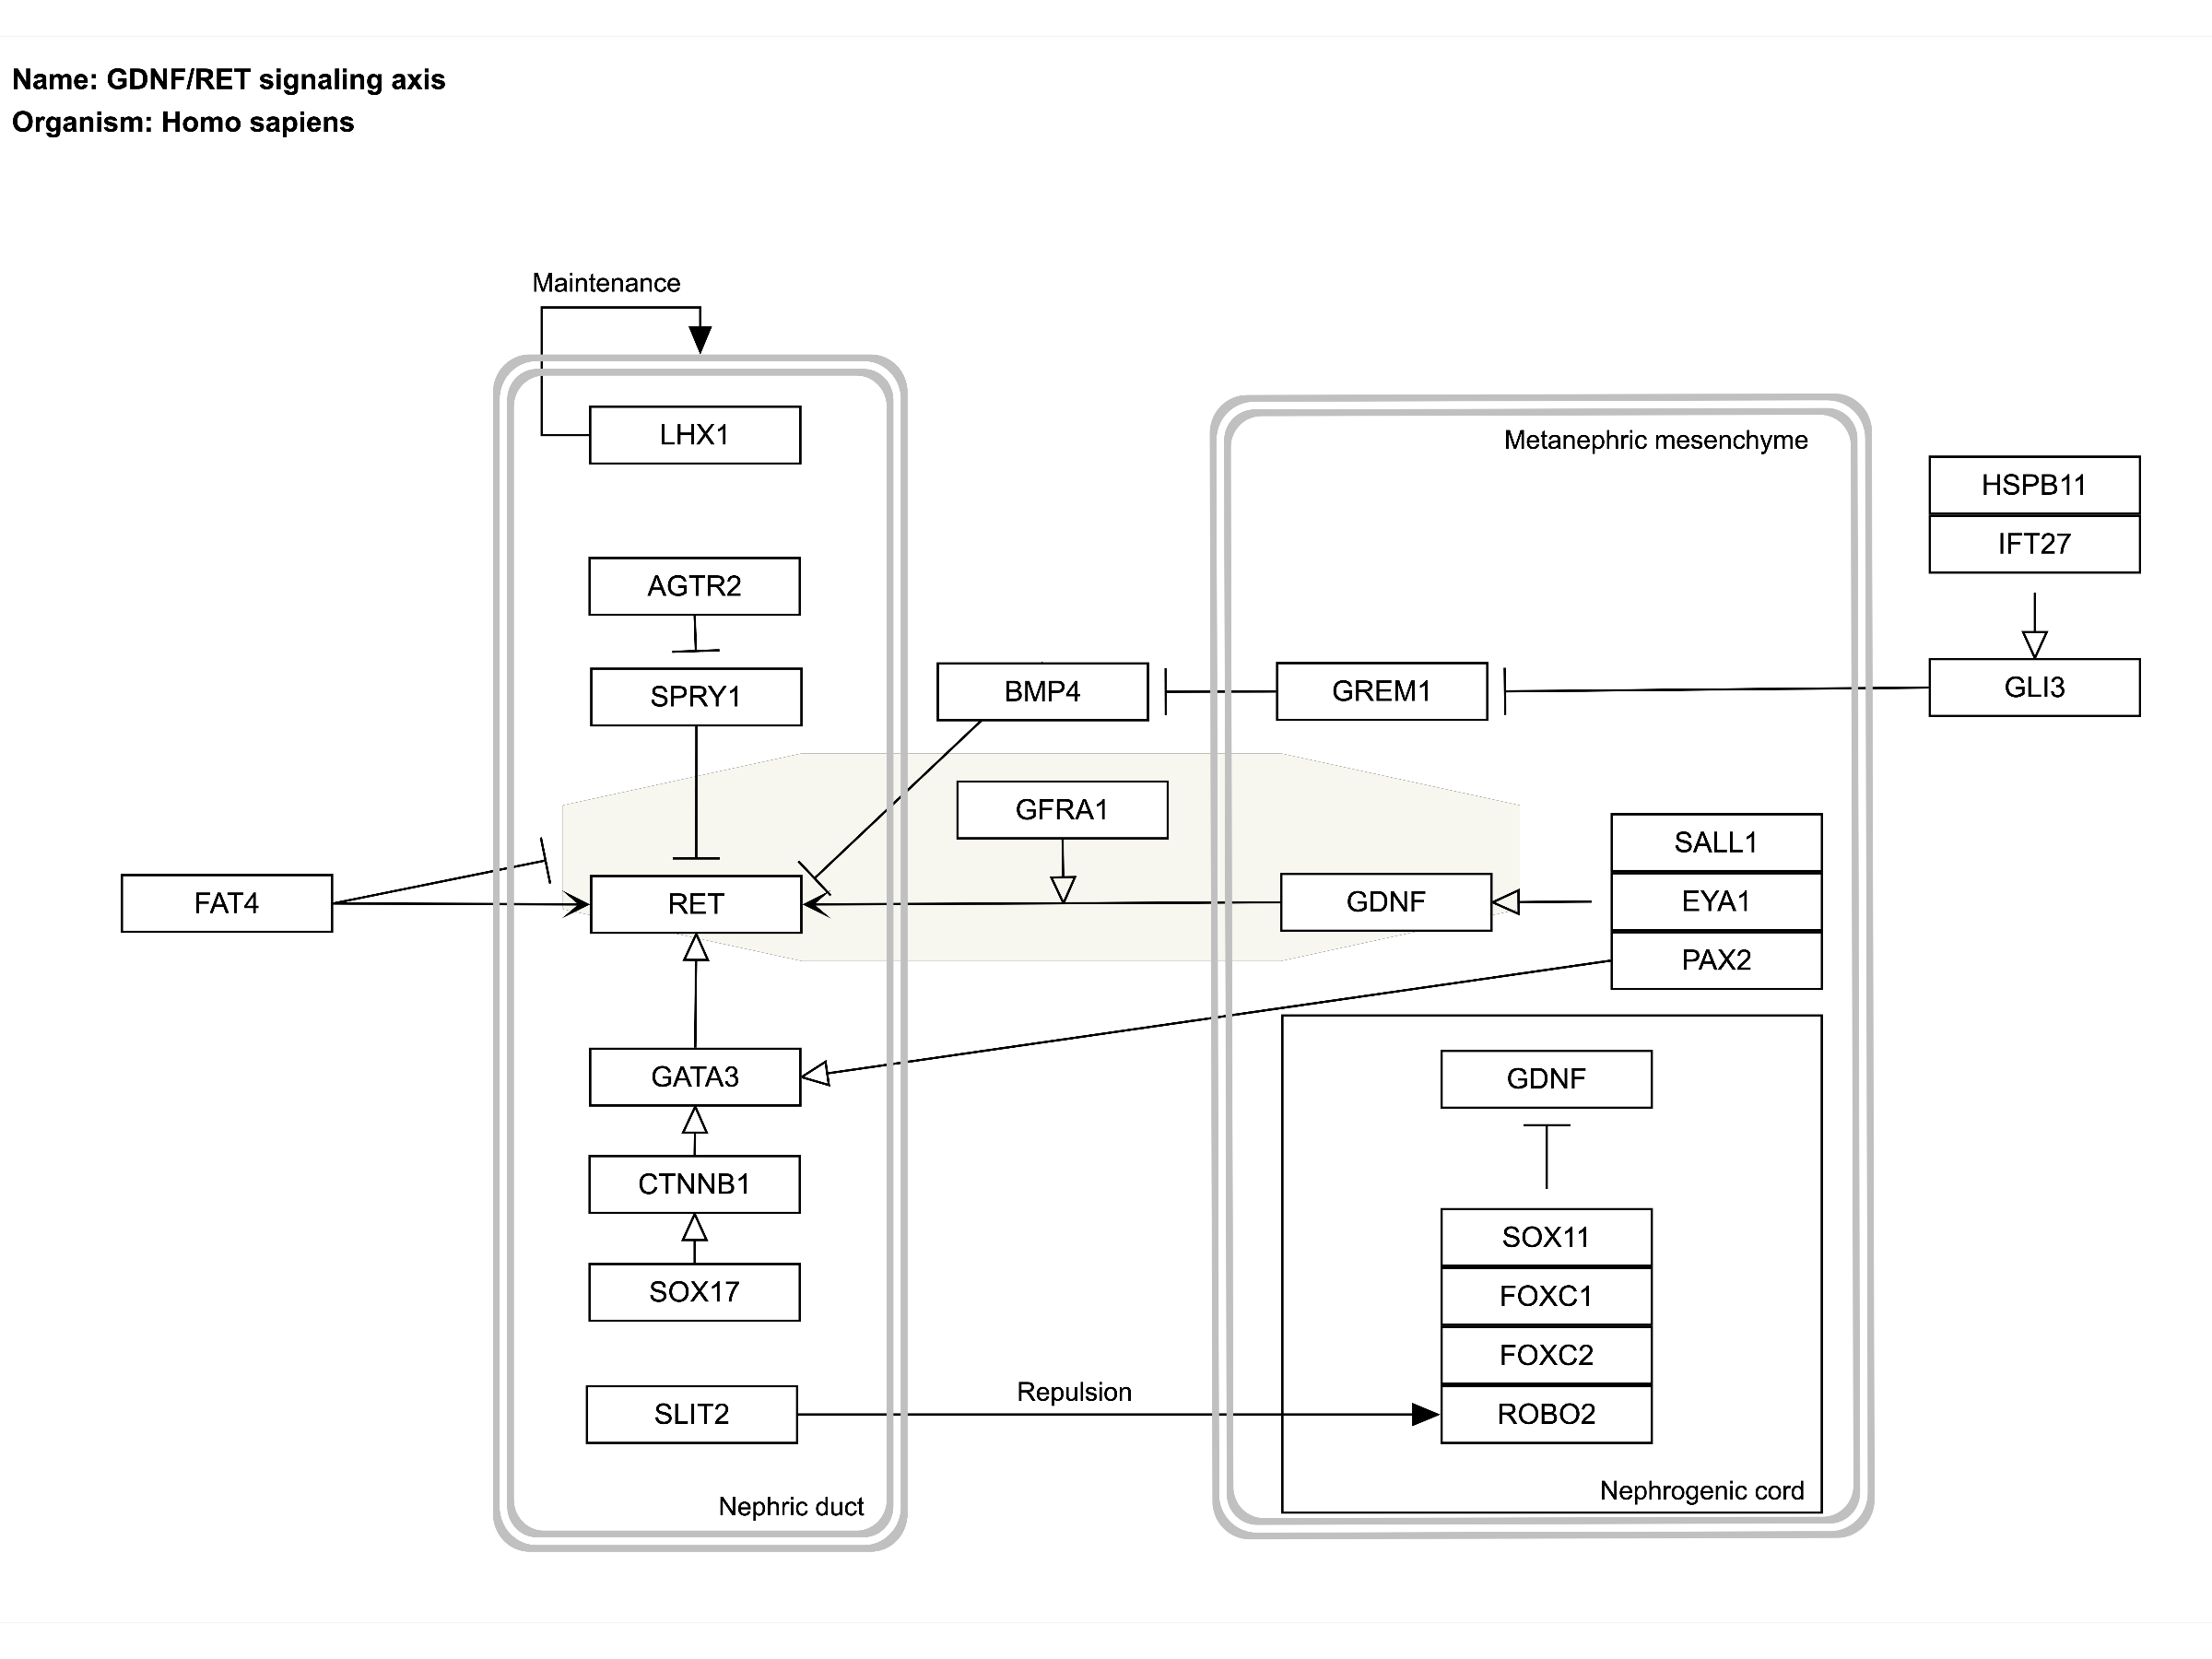 Name: GDNF/RET signaling axis
Organism: Homo sapiens
Maintenance
LHX1
Metanephric mesenchyme
HSPB11
IFT27
AGTR2
SPRY1
BMP4
GREM1
GLI3
GFRA1
SALL1
FAT4
RET
GDNF
EYA1
PAX2
GATA3
GDNF
CTNNB1
SOX11
SOX17
FOXC1
FOXC2
SLIT2
Repulsion
ROBO2
Nephrogenic cord
Nephric duct